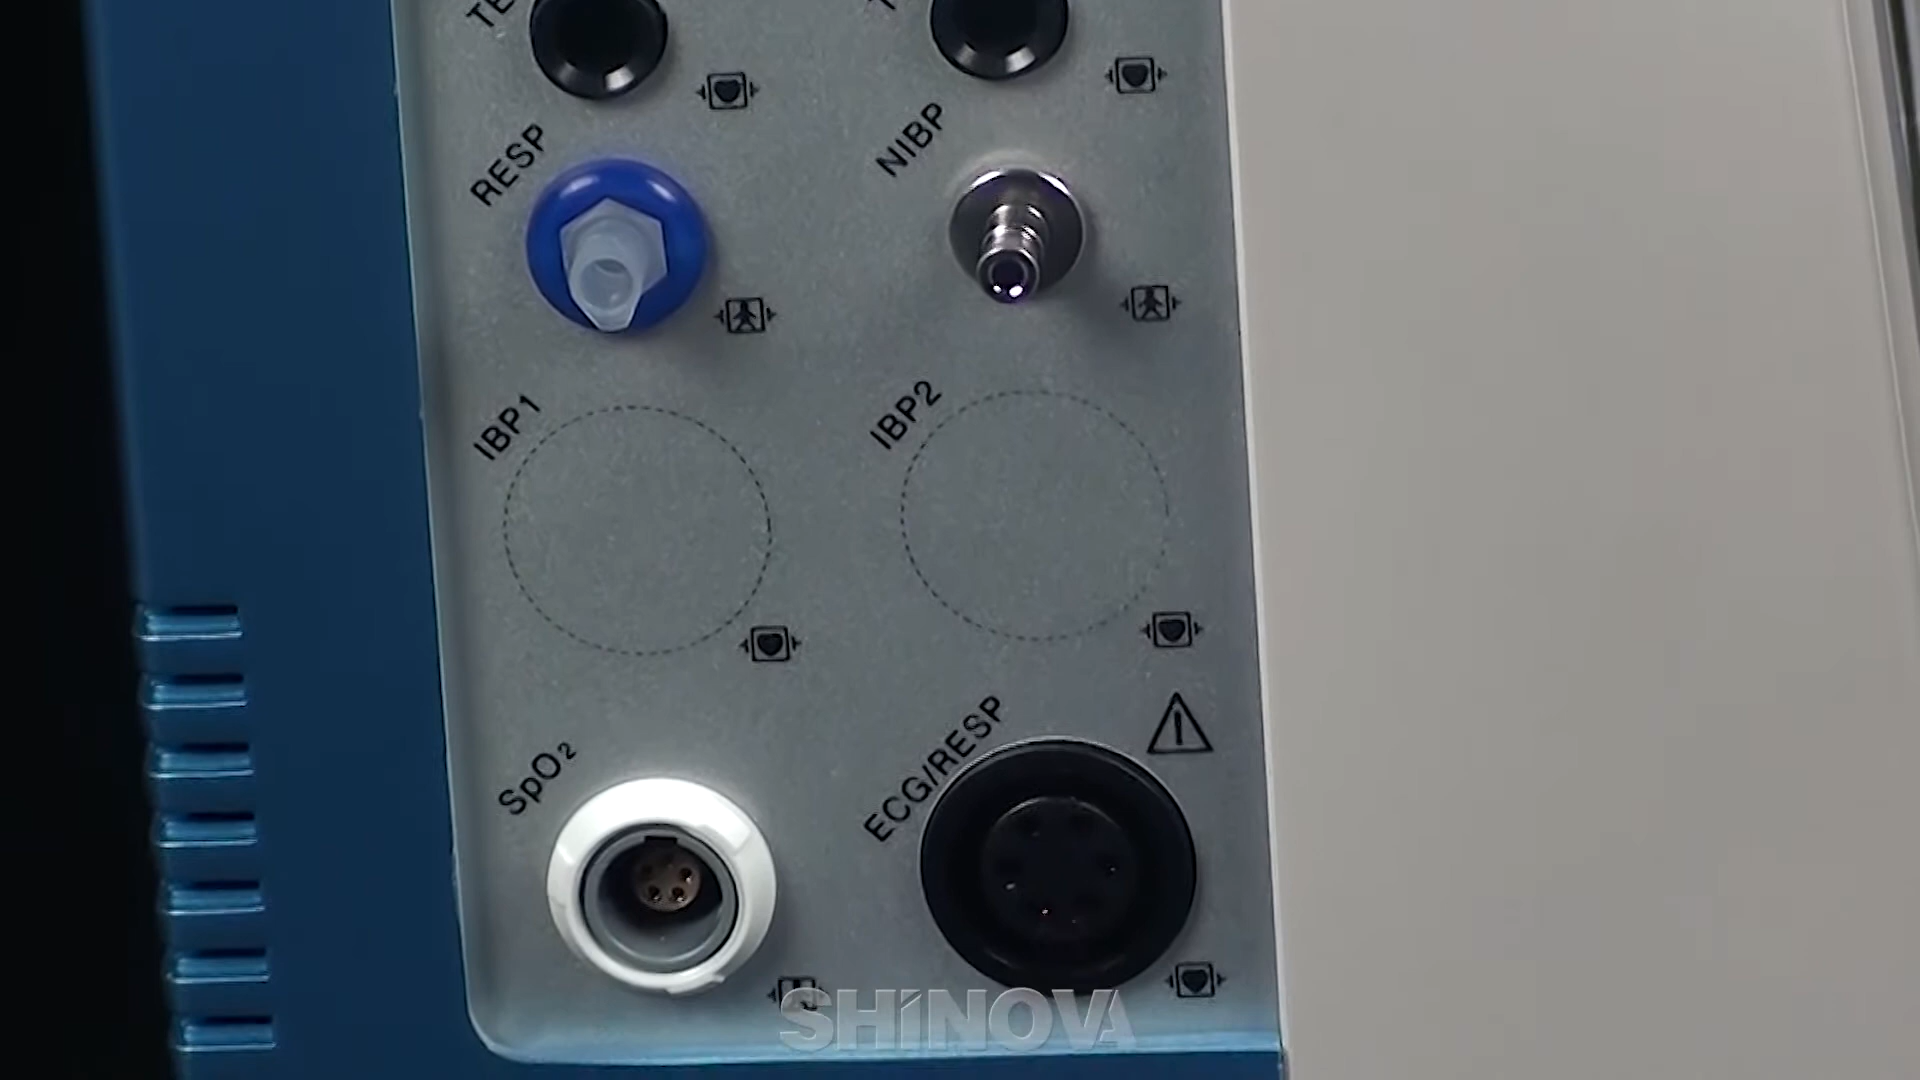 RESP
NIBP
IBP1
IBP2
SpO₂
ECG/RESP
SHiNOVA